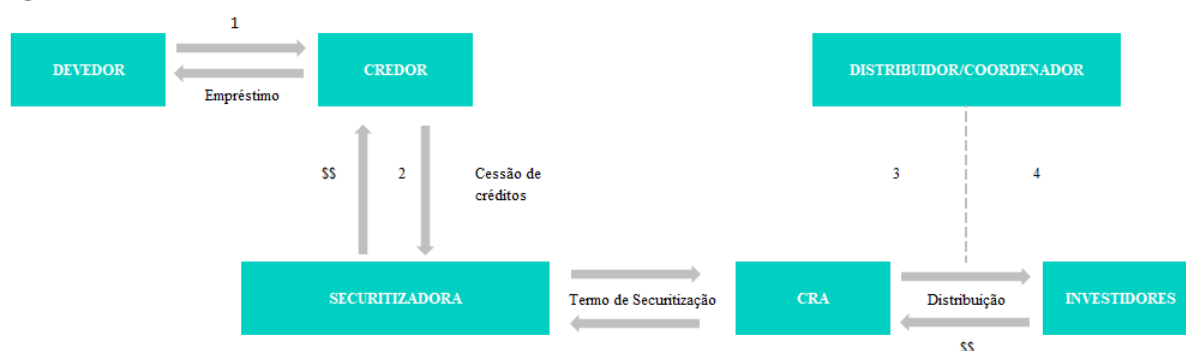 1
DEVEDOR
CREDOR
DISTRIBUIDOR/COORDENADOR
Empréstimo
$$
2
Cessão de
créditos
3
4
SECURITIZADORA
Termo de Securitização
CRA
Distribuição
INVESTIDORES
$$